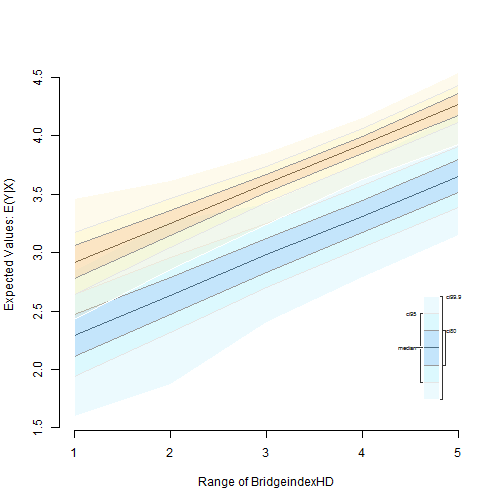 4.5
4.0
3.5
3.0
2.5
2.0
1.5
Expected Values: E(Y|X)
ci99.9
ci95
ci80
median
1 2 3 4 5
Range of BridgeindexHD